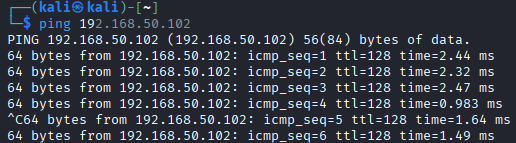 ┌──(kali㉿kali)-[~]
└─$ ping 192.168.50.102
PING 192.168.50.102 (192.168.50.102) 56(84) bytes of data.
64 bytes from 192.168.50.102: icmp_seq=1 ttl=128 time=2.44 ms
64 bytes from 192.168.50.102: icmp_seq=2 ttl=128 time=2.32 ms
64 bytes from 192.168.50.102: icmp_seq=3 ttl=128 time=2.47 ms
64 bytes from 192.168.50.102: icmp_seq=4 ttl=128 time=0.983 ms
^C64 bytes from 192.168.50.102: icmp_seq=5 ttl=128 time=1.64 ms
64 bytes from 192.168.50.102: icmp_seq=6 ttl=128 time=1.49 ms